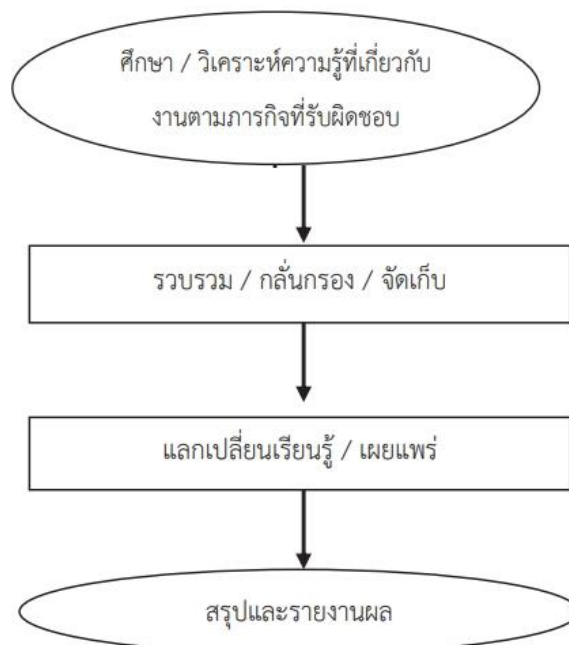 ศึกษา / วิเคราะห์ความรู้ที่เกี่ยวกับ
งานตามภารกิจที่รับผิดชอบ
รวบรวม / กลั่นกรอง / จัดเก็บ
แลกเปลี่ยนเรียนรู้ / เผยแพร่
สรุปและรายงานผล